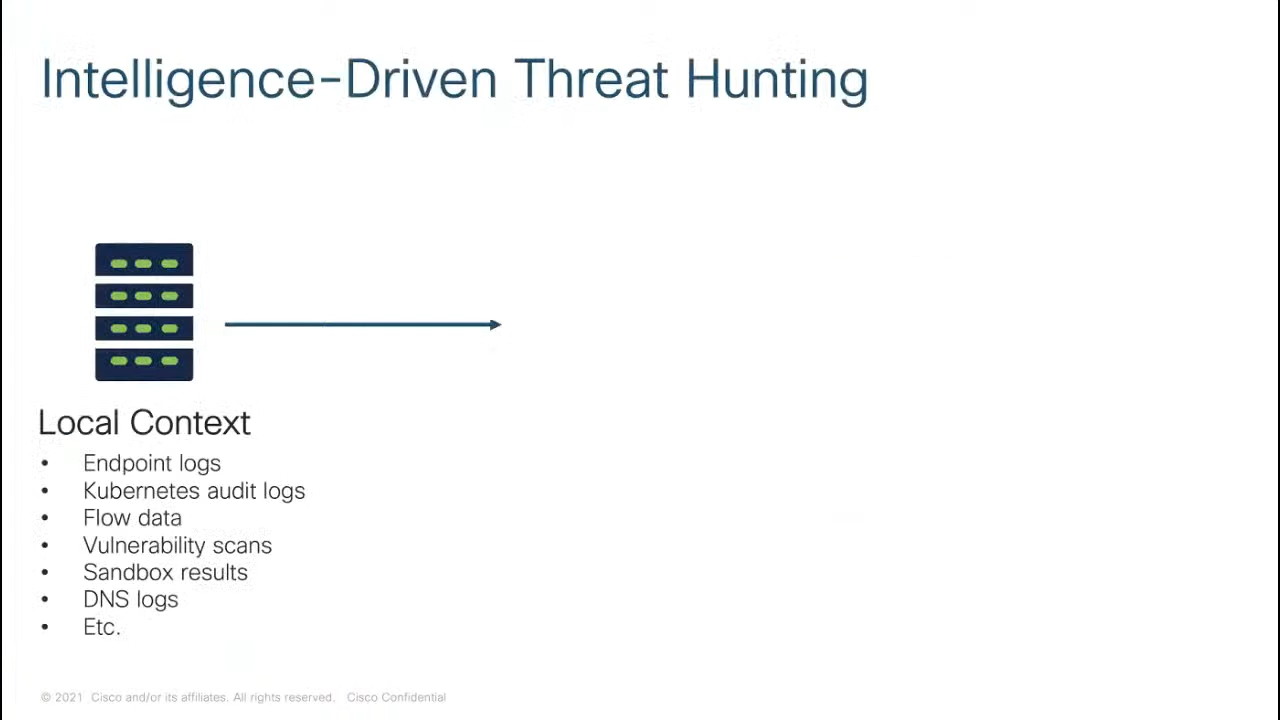 Intelligence-Driven Threat Hunting
Local Context
• Endpoint logs
• Kubernetes audit logs
• Flow data
• Vulnerability scans
• Sandbox results
• DNS logs
• Etc.
© 2021 Cisco and/or its affiliates. All rights reserved. Cisco Confidential